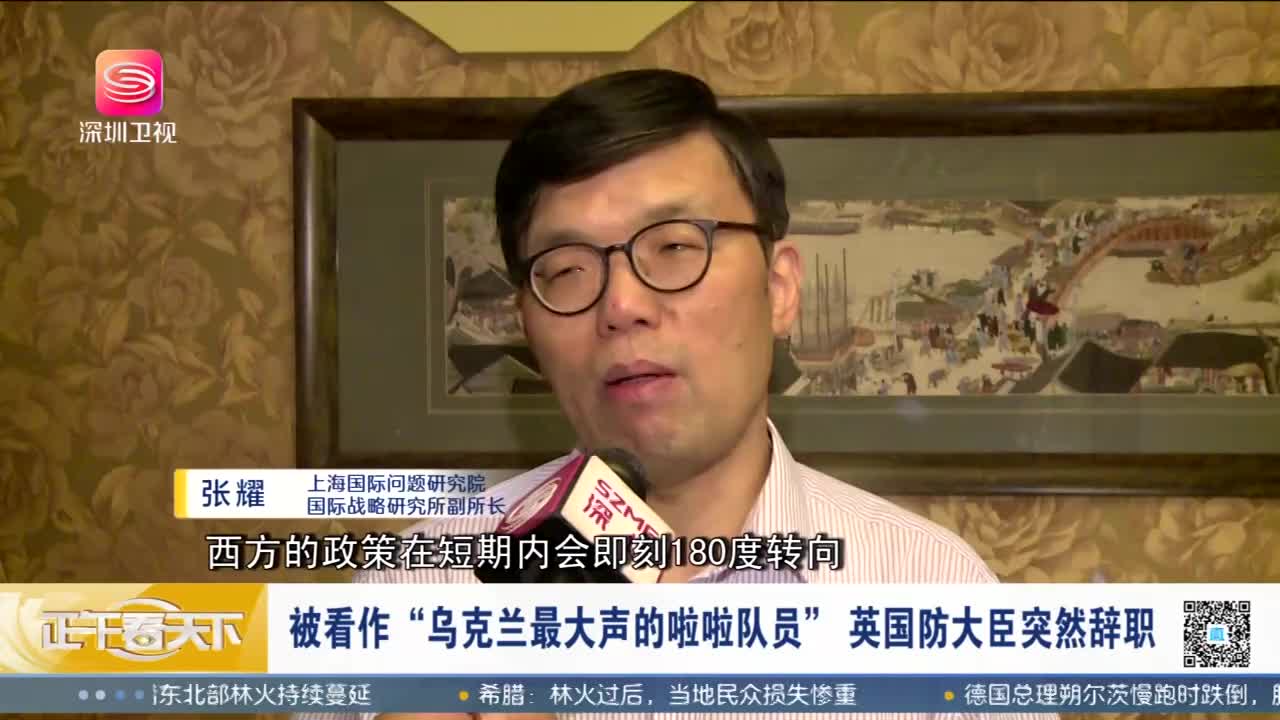 深圳卫视
张耀
上海国际问题研究院
国际战略研究所副所长
SZMG
深
西方的政策在短期内会即刻180度转向
正午看天下
被看作“乌克兰最大声的啦啦队员” 英国防大臣突然辞职
东北部林火持续蔓延
希腊：林火过后，当地民众损失惨重
德国总理朔尔茨慢跑时跌倒，